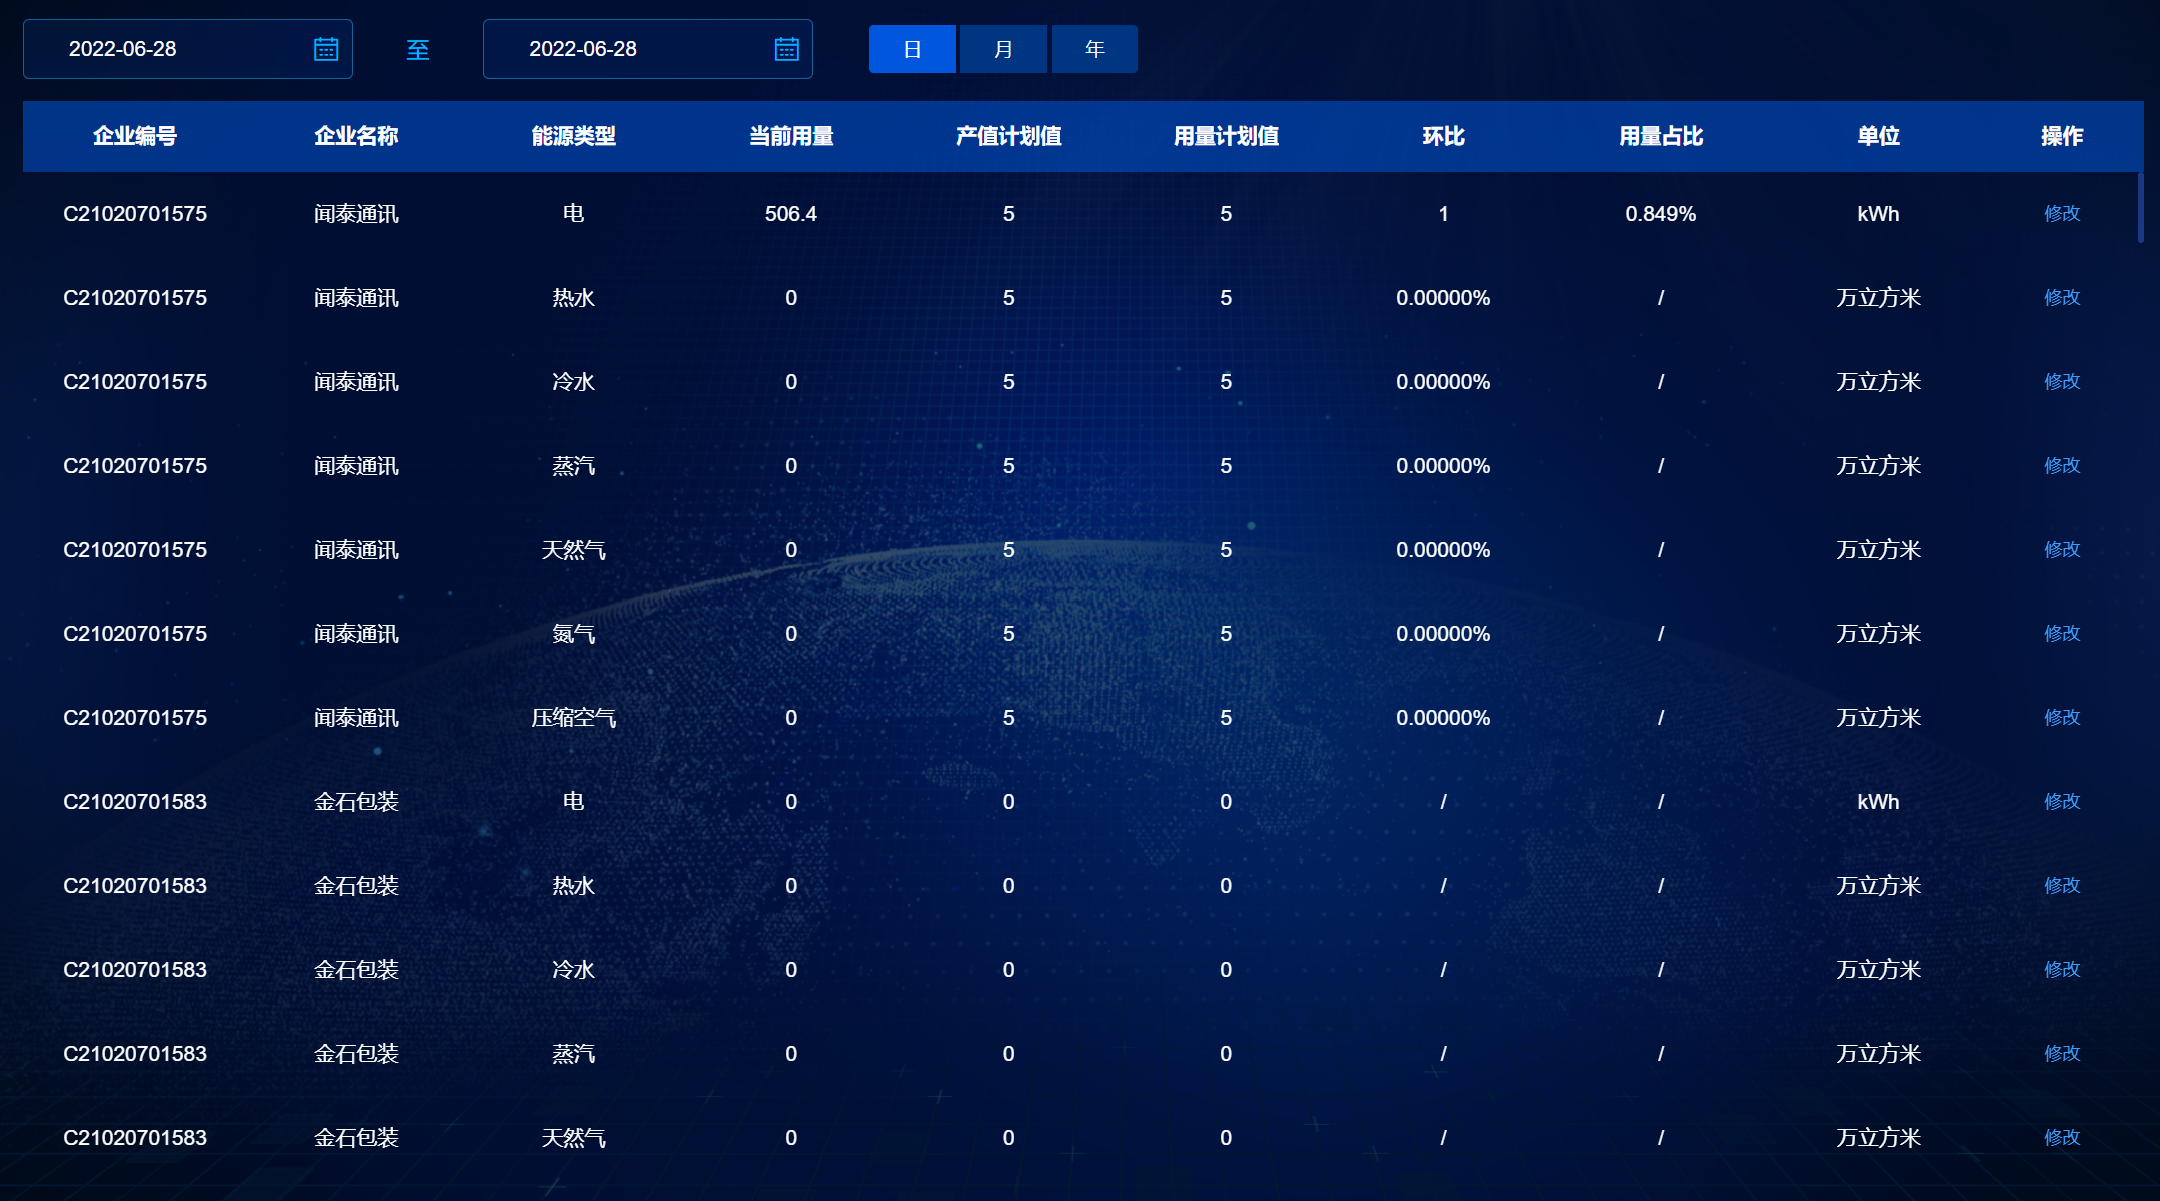 2022-06-28 至 2022-06-28 日 月 年
企业编号 企业名称 能源类型 当前用量 产值计划值 用量计划值 环比 用量占比 单位 操作
C21020701575 闻泰通讯 电 506.4 5 5 1 0.849% kWh 修改
C21020701575 闻泰通讯 热水 0 5 5 0.00000% / 万立方米 修改
C21020701575 闻泰通讯 冷水 0 5 5 0.00000% / 万立方米 修改
C21020701575 闻泰通讯 蒸汽 0 5 5 0.00000% / 万立方米 修改
C21020701575 闻泰通讯 天然气 0 5 5 0.00000% / 万立方米 修改
C21020701575 闻泰通讯 氮气 0 5 5 0.00000% / 万立方米 修改
C21020701575 闻泰通讯 压缩空气 0 5 5 0.00000% / 万立方米 修改
C21020701583 金石包装 电 0 0 0 / / kWh 修改
C21020701583 金石包装 热水 0 0 0 / / 万立方米 修改
C21020701583 金石包装 冷水 0 0 0 / / 万立方米 修改
C21020701583 金石包装 蒸汽 0 0 0 / / 万立方米 修改
C21020701583 金石包装 天然气 0 0 0 / / 万立方米 修改